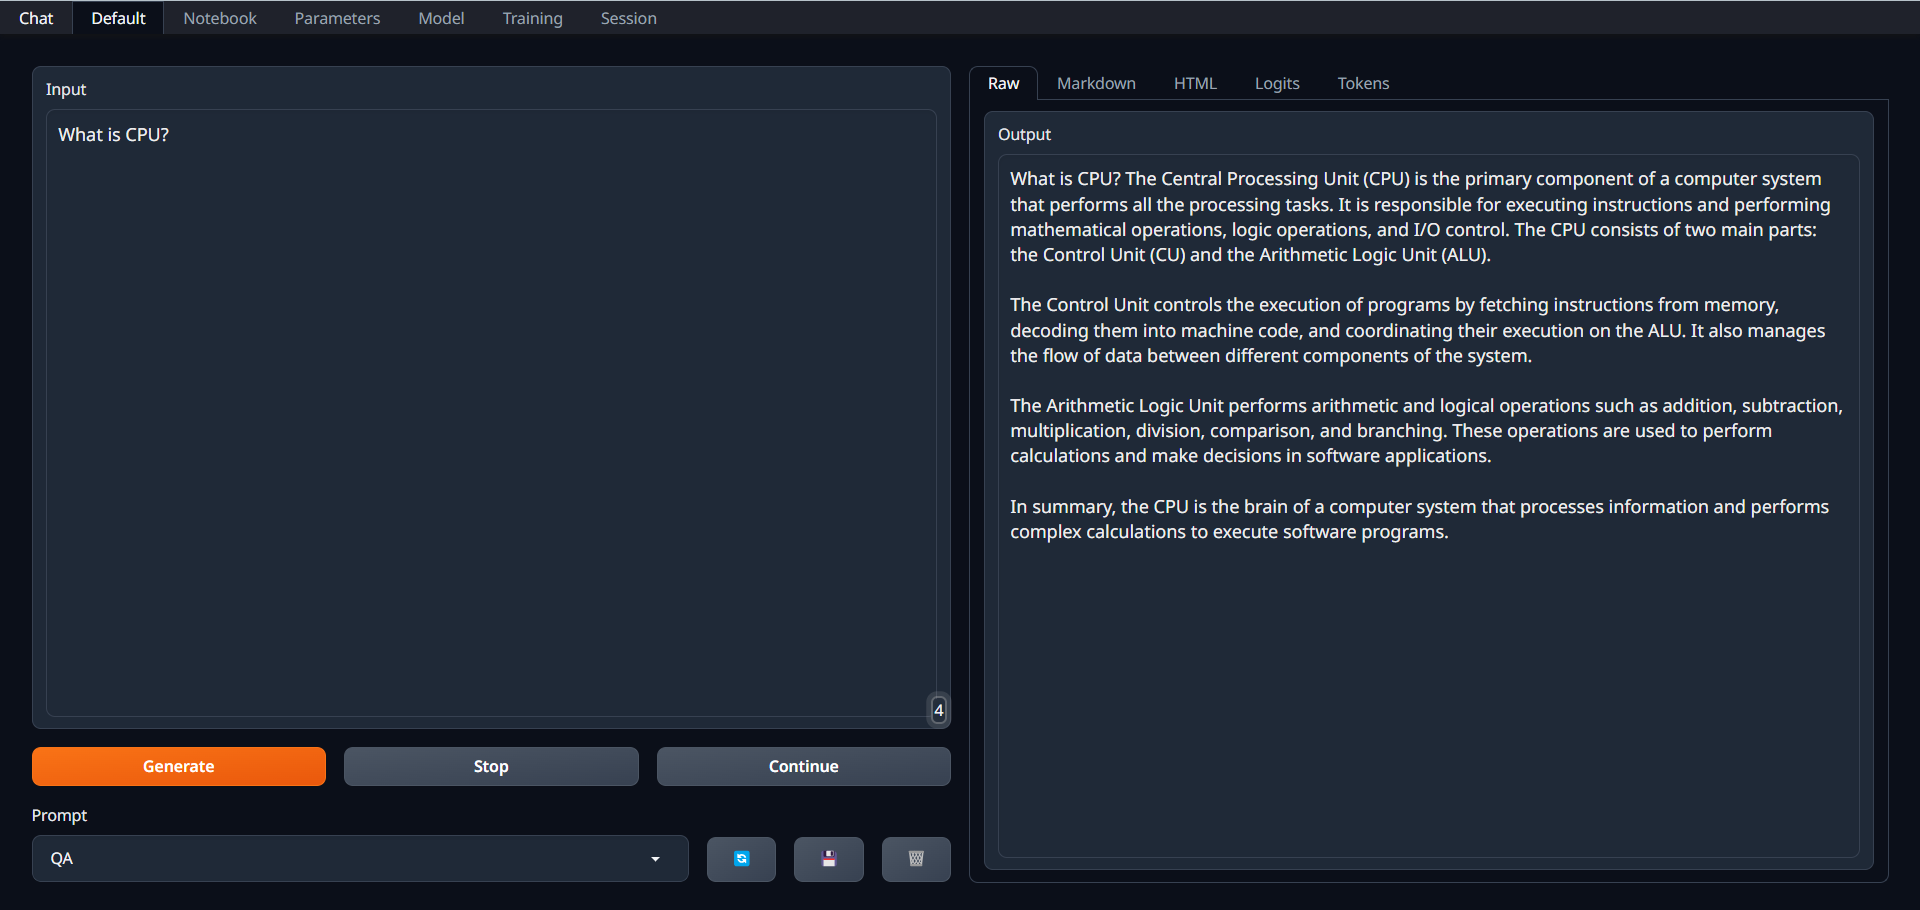 Chat Default Notebook Parameters Model Training Session
Input
What is CPU?
4
Generate Stop Continue
Prompt
QA
Raw Markdown HTML Logits Tokens
Output
What is CPU? The Central Processing Unit (CPU) is the primary component of a computer system
that performs all the processing tasks. It is responsible for executing instructions and performing
mathematical operations, logic operations, and I/O control. The CPU consists of two main parts:
the Control Unit (CU) and the Arithmetic Logic Unit (ALU).
The Control Unit controls the execution of programs by fetching instructions from memory,
decoding them into machine code, and coordinating their execution on the ALU. It also manages
the flow of data between different components of the system.
The Arithmetic Logic Unit performs arithmetic and logical operations such as addition, subtraction,
multiplication, division, comparison, and branching. These operations are used to perform
calculations and make decisions in software applications.
In summary, the CPU is the brain of a computer system that processes information and performs
complex calculations to execute software programs.